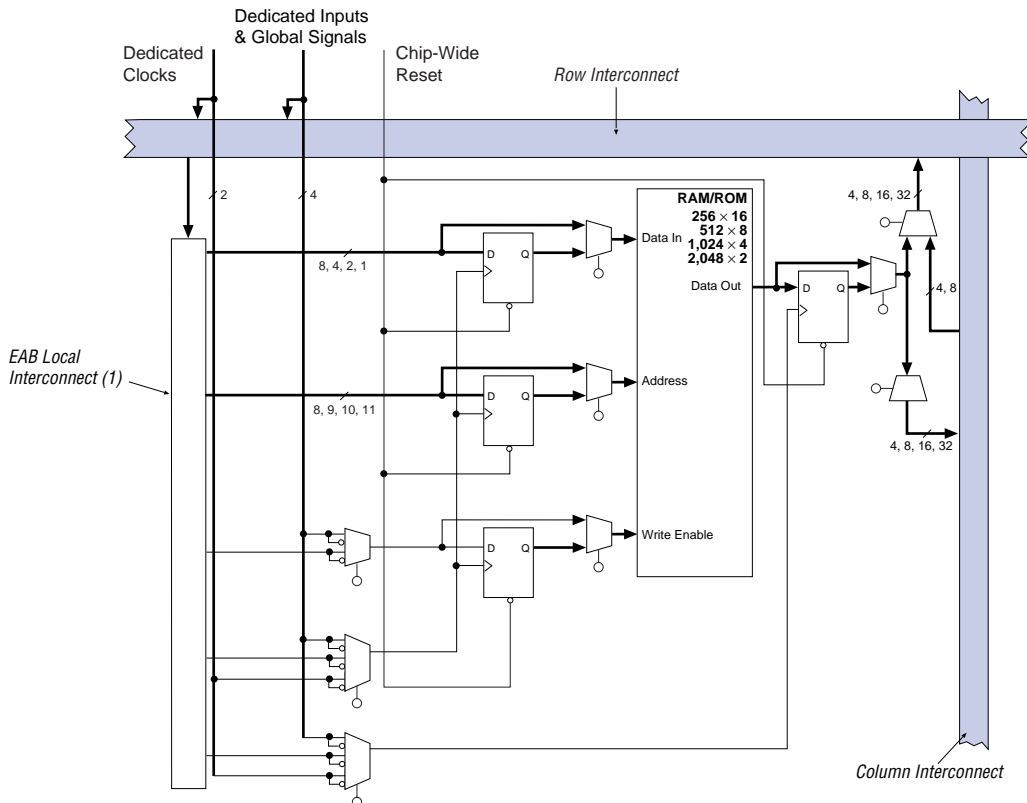 Dedicated Inputs
& Global Signals
Dedicated
Clocks
Chip-Wide
Reset
Row Interconnect
2
4
RAM/ROM
256 × 16
512 × 8
1,024 × 4
2,048 × 2
4, 8, 16, 32
8, 4, 2, 1
D
Q
Data In
Data Out
D
Q
4, 8
EAB Local
Interconnect (1)
8, 9, 10, 11
D
Q
Address
4, 8, 16, 32
D
Q
Write Enable
Column Interconnect